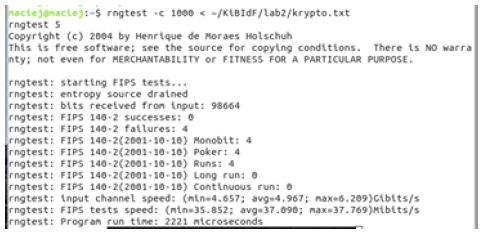 maciej@maciej:~$ rngtest -c 1000 < ~/KiBIdF/lab2/krypto.txt
rngtest 5
Copyright (c) 2004 by Henrique de Moraes Holschuh
This is free software; see the source for copying conditions.  There is NO warra
nty; not even for MERCHANTABILITY or FITNESS FOR A PARTICULAR PURPOSE.

rngtest: starting FIPS tests...
rngtest: entropy source drained
rngtest: bits received from input: 98664
rngtest: FIPS 140-2 successes: 0
rngtest: FIPS 140-2 failures: 4
rngtest: FIPS 140-2(2001-10-10) Monobit: 4
rngtest: FIPS 140-2(2001-10-10) Poker: 4
rngtest: FIPS 140-2(2001-10-10) Runs: 4
rngtest: FIPS 140-2(2001-10-10) Long run: 0
rngtest: FIPS 140-2(2001-10-10) Continuous run: 0
rngtest: input channel speed: (min=4.657; avg=4.967; max=6.209)Gibits/s
rngtest: FIPS tests speed: (min=35.852; avg=37.090; max=37.769)Mibits/s
rngtest: Program run time: 2221 microseconds